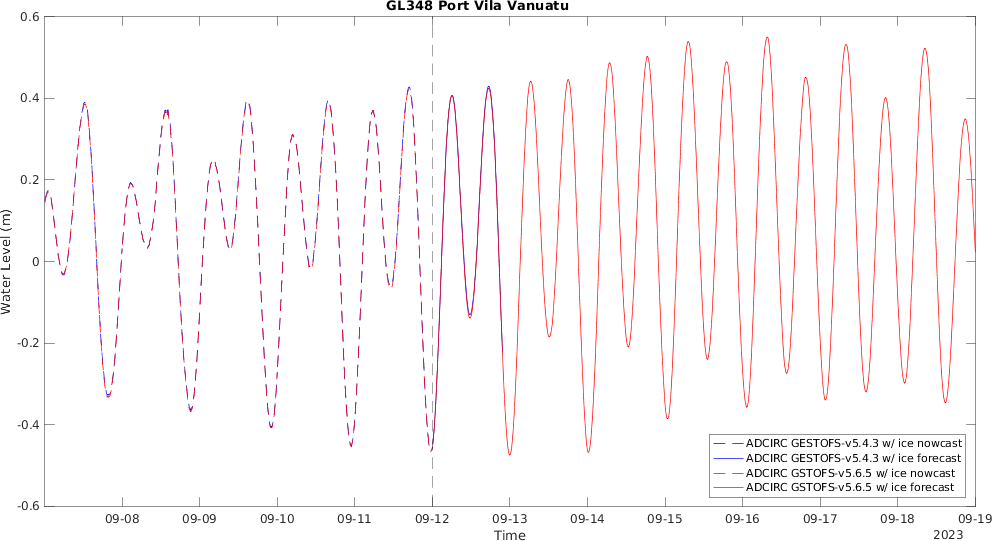 GL348 Port Vila Vanuatu
0.6
0.4
0.2
0
-0.2
-0.4
-0.6
Water Level (m)
ADCIRC GESTOFS-v5.4.3 w/ ice nowcast
ADCIRC GESTOFS-v5.4.3 w/ ice forecast
ADCIRC GSTOFS-v5.6.5 w/ ice nowcast
ADCIRC GSTOFS-v5.6.5 w/ ice forecast
09-08 09-09 09-10 09-11 09-12 09-13 09-14 09-15 09-16 09-17 09-18 09-19
Time
2023